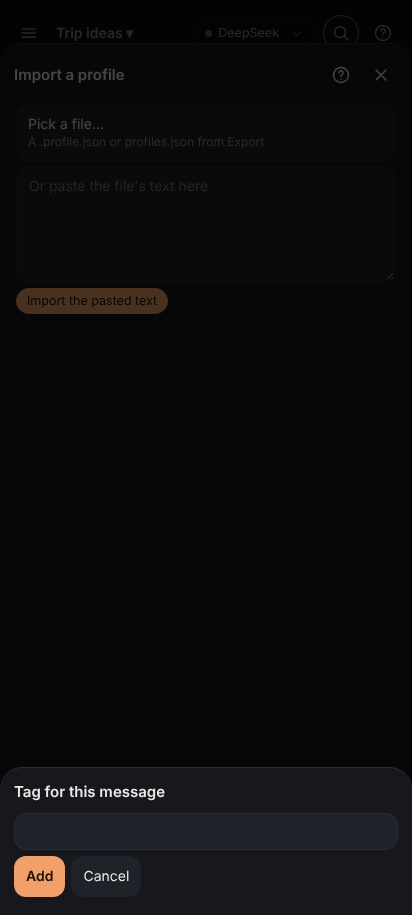 Trip ideas ▾
DeepSeek
Import a profile
Pick a file...
A .profile.json or profiles.json from Export
Or paste the file's text here
Import the pasted text
Tag for this message
Add
Cancel